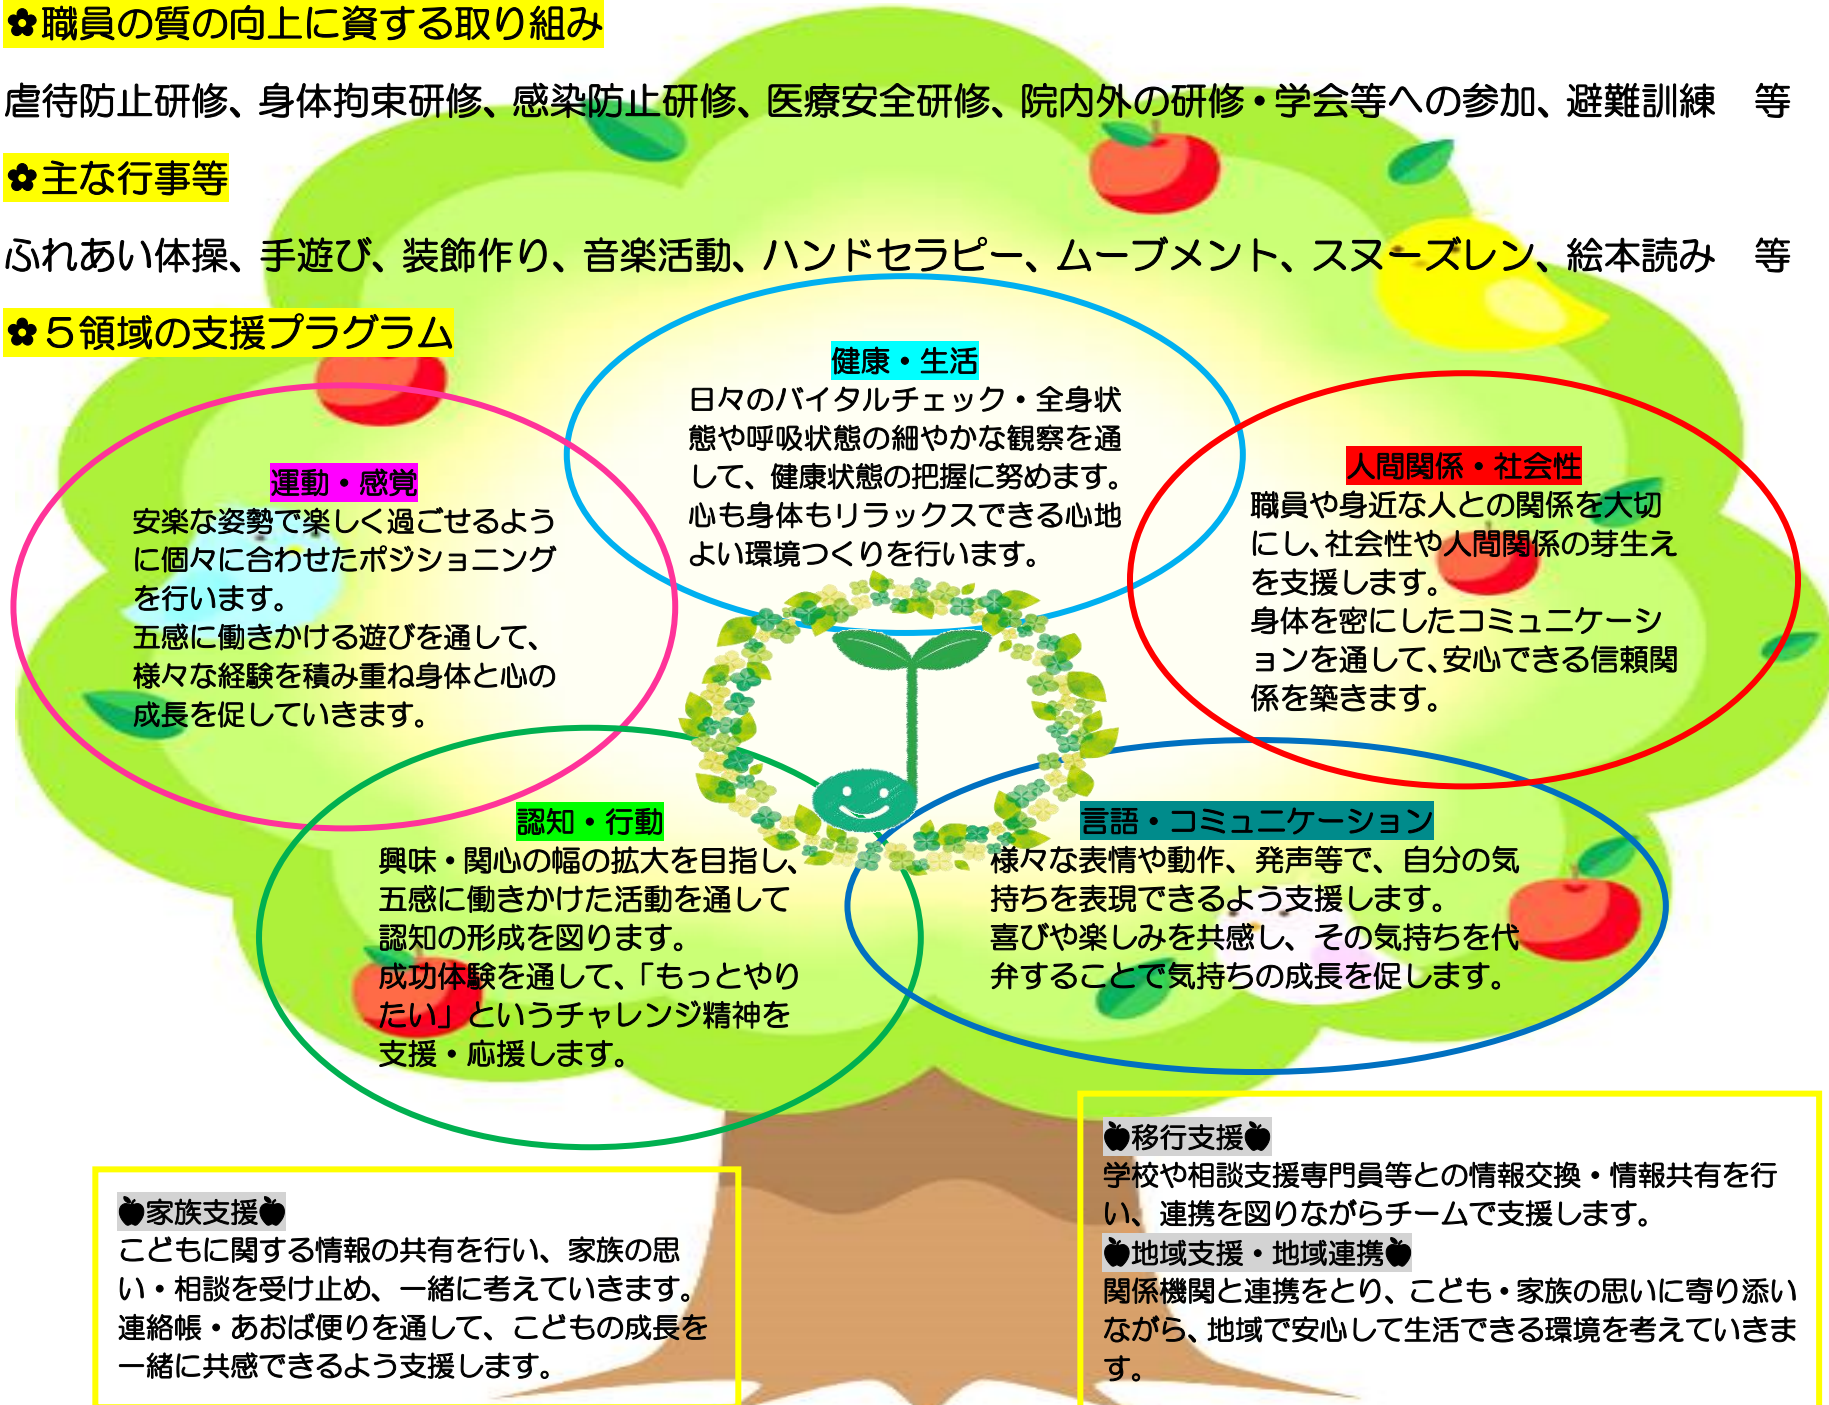 ✿職員の質の向上に資する取り組み
虐待防止研修、身体拘束研修、感染防止研修、医療安全研修、院内外の研修・学会等への参加、避難訓練　等
✿主な行事等
ふれあい体操、手遊び、装飾作り、音楽活動、ハンドセラピー、ムーブメント、スヌーズレン、絵本読み　等
✿５領域の支援プラグラム
健康・生活
日々のバイタルチェック・全身状
態や呼吸状態の細やかな観察を通
して、健康状態の把握に努めます。
心も身体もリラックスできる心地
よい環境つくりを行います。
運動・感覚
安楽な姿勢で楽しく過ごせるよう
に個々に合わせたポジショニング
を行います。
五感に働きかける遊びを通して、
様々な経験を積み重ね身体と心の
成長を促していきます。
人間関係・社会性
職員や身近な人との関係を大切
にし、社会性や人間関係の芽生え
を支援します。
身体を密にしたコミュニケーシ
ョンを通して、安心できる信頼関
係を築きます。
認知・行動
興味・関心の幅の拡大を目指し、
五感に働きかけた活動を通して
認知の形成を図ります。
成功体験を通して、「もっとやり
たい」というチャレンジ精神を
支援・応援します。
言語・コミュニケーション
様々な表情や動作、発声等で、自分の気
持ちを表現できるよう支援します。
喜びや楽しみを共感し、その気持ちを代
弁することで気持ちの成長を促します。
家族支援
こどもに関する情報の共有を行い、家族の思
い・相談を受け止め、一緒に考えていきます。
連絡帳・あおば便りを通して、こどもの成長を
一緒に共感できるよう支援します。
移行支援
学校や相談支援専門員等との情報交換・情報共有を行
い、連携を図りながらチームで支援します。
地域支援・地域連携
関係機関と連携をとり、こども・家族の思いに寄り添い
ながら、地域で安心して生活できる環境を考えていきま
す。